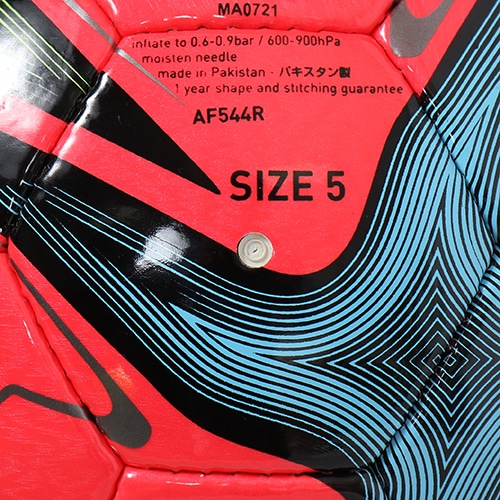 MA0721
inflate to 0.6-0.9bar / 600-900hPa
moisten needle
made in Pakistan - パキスタン製
1 year shape and stitching guarantee
AF544R
SIZE 5